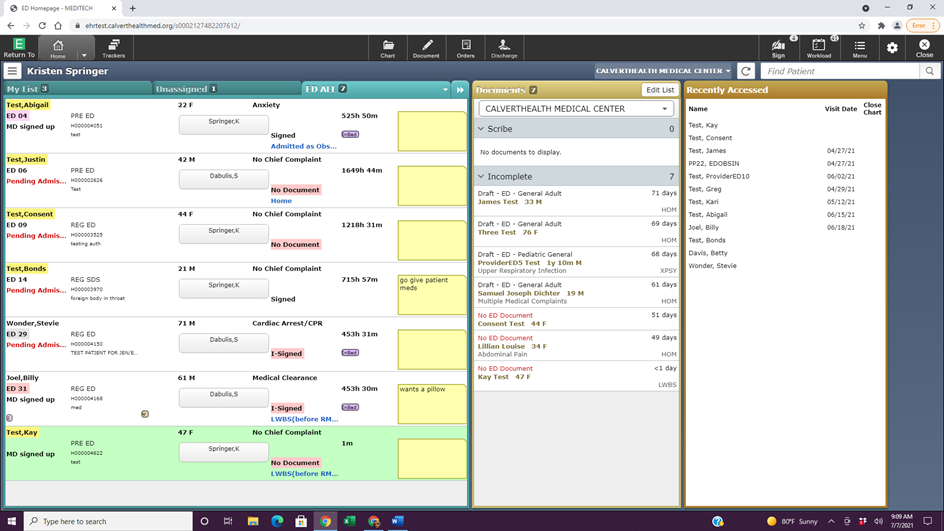 ED Homepage - MEDITECH
ehrtest.calverthealthmed.org/s0002127482207612/
Error
Return To
Home
Trackers
Chart
Document
Orders
Discharge
Sign
Workload
Menu
Close
Kristen Springer
CALVERTHEALTH MEDICAL CENTER
Find Patient
My List 3
Unassigned 1
ED ALL 7
Test,Abigail 22 F Anxiety
ED 04 PRE ED Springer,K 525h 50m
MD signed up H000004051
test Signed In-Bed
Admitted as Obs...
Test,Justin 42 M No Chief Complaint
ED 06 PRE ED Dabulis,S 1649h 44m
Pending Admis... H000002626
Test No Document
Home
Test,Consent 44 F No Chief Complaint
ED 09 REG ED Springer,K 1218h 31m
Pending Admis... H000003525
testing auth No Document
Test,Bonds 21 M No Chief Complaint
ED 14 REG SDS Springer,K 715h 57m go give patient meds
Pending Admis... H000003970
foreign body in throat Signed
Wonder,Stevie 71 M Cardiac Arrest/CPR
ED 29 REG ED Dabulis,S 453h 31m
Pending Admis... H000004150
TEST PATIENT FOR JEN/E... I-Signed In-Bed
Joel,Billy 61 M Medical Clearance
ED 31 REG ED Dabulis,S 453h 30m wants a pillow
MD signed up H000004168
med I-Signed In-Bed
LWBS(before RM...
Test,Kay 47 F No Chief Complaint
PRE ED Springer,K 1m
MD signed up H000004622
test No Document
LWBS(before RM...
Documents 7 Edit List
CALVERTHEALTH MEDICAL CENTER
Scribe 0
No documents to display.
Incomplete 7
Draft - ED - General Adult 71 days
James Test 33 M
HOM
Draft - ED - General Adult 69 days
Three Test 76 F
HOM
Draft - ED - Pediatric General 68 days
ProviderED5 Test 1y 10m M
Upper Respiratory Infection XPSY
Draft - ED - General Adult 61 days
Samuel Joseph Dichter 19 M
Multiple Medical Complaints HOM
No ED Document 51 days
Consent Test 44 F
No ED Document 49 days
Lillian Louise 34 F
Abdominal Pain HOM
No ED Document <1 day
Kay Test 47 F
LWBS
Recently Accessed
Name Visit Date Close Chart
Test, Kay
Test, Consent
Test, James 04/27/21
PP22, EDOBSIN 04/27/21
Test, ProviderED10 06/02/21
Test, Greg 04/29/21
Test, Kari 05/12/21
Test, Abigail 06/15/21
Joel, Billy 06/18/21
Test, Bonds
Davis, Betty
Wonder, Stevie
Type here to search
80°F Sunny
9:09 AM
7/7/2021